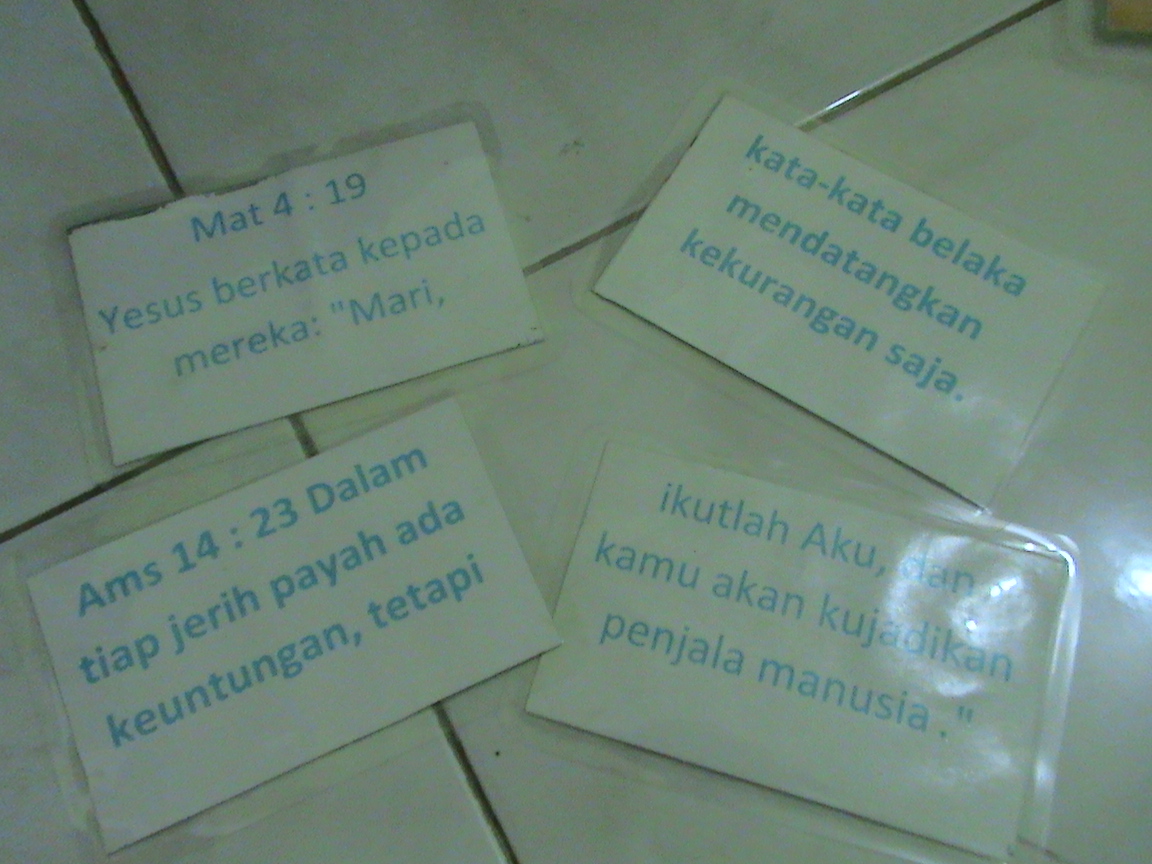 Mat 4 : 19
Yesus berkata kepada
mereka: "Mari,
kata-kata belaka
mendatangkan
kekurangan saja.
Ams 14 : 23 Dalam
tiap jerih payah ada
keuntungan, tetapi
ikutlah Aku, dan
kamu akan kujadikan
penjala manusia ."